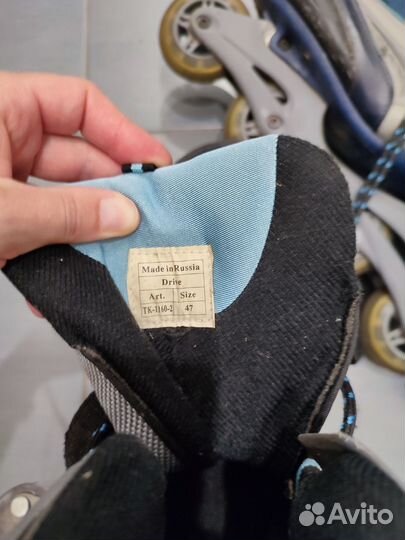 Made in Russia
Drive
Art. Size
TK-1160-2 47
Avito